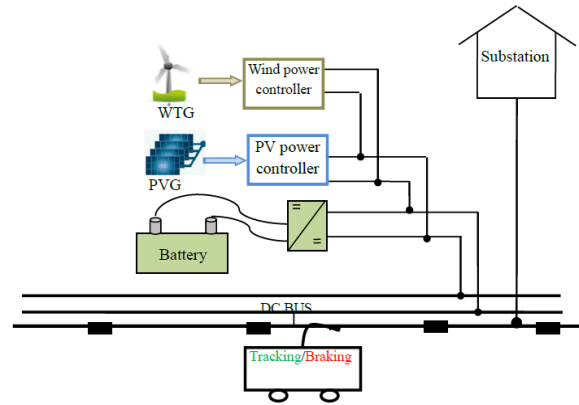 Substation
Wind power
controller
WTG
PV power
controller
PVG
=
=
Battery
DC BUS
Tracking/Braking